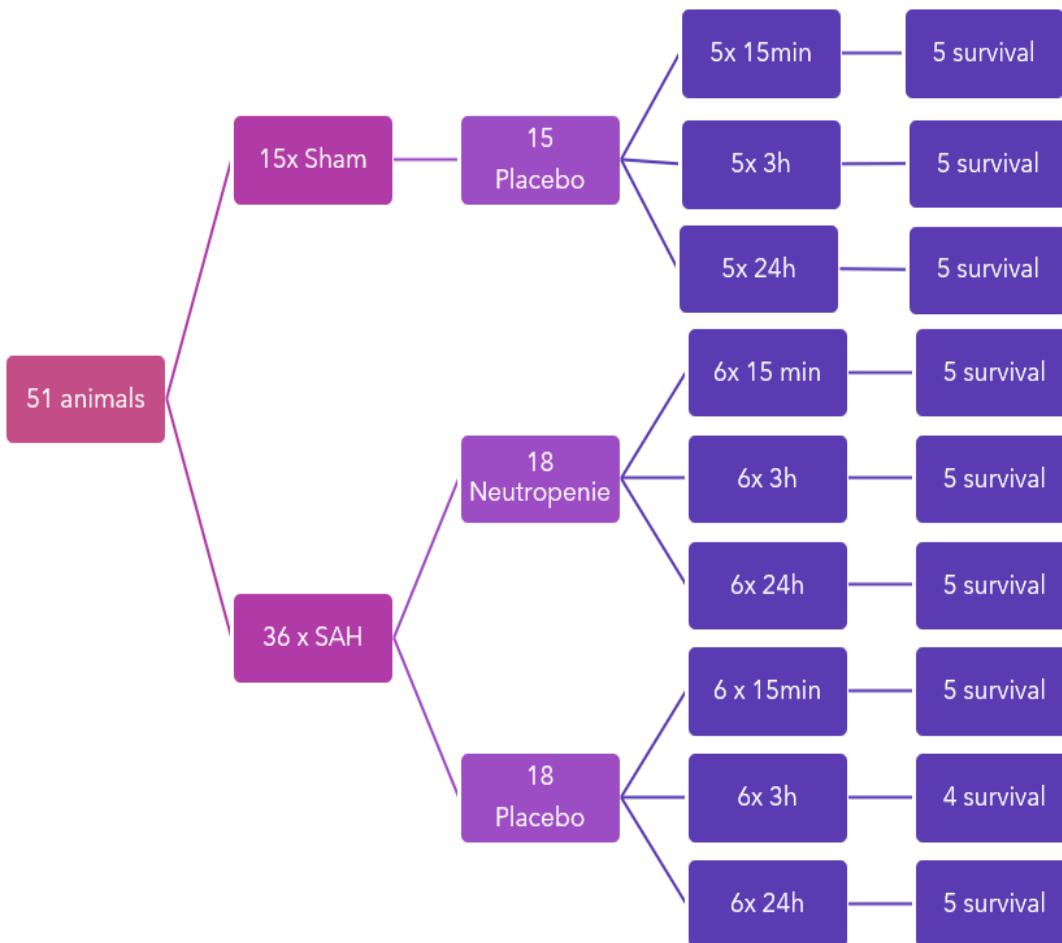 51 animals
15x Sham
36 x SAH
15
Placebo
18
Neutropenie
18
Placebo
5x 15min
5 survival
5x 3h
5 survival
5x 24h
5 survival
6x 15 min
5 survival
6x 3h
5 survival
6x 24h
5 survival
6 x 15min
5 survival
6x 3h
4 survival
6x 24h
5 survival